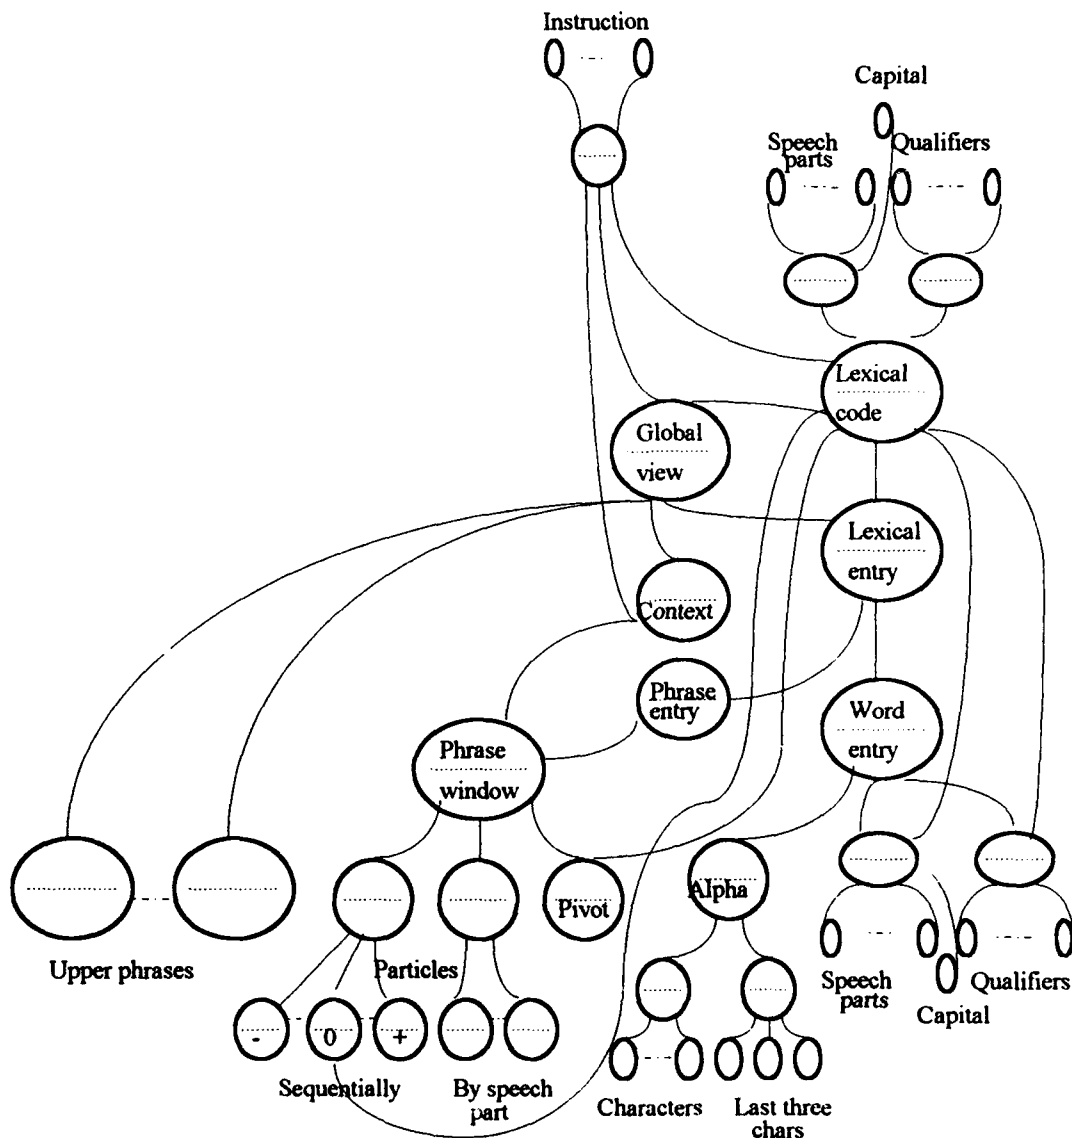 Instruction
Capital
Speech
parts
Qualifiers
Lexical
code
Global
view
Lexical
entry
Context
Phrase
entry
Word
entry
Phrase
window
Alpha
Pivot
Upper phrases
Particles
Speech
parts
Qualifiers
Capital
- 0 +
Sequentially
By speech
part
Characters
Last three
chars